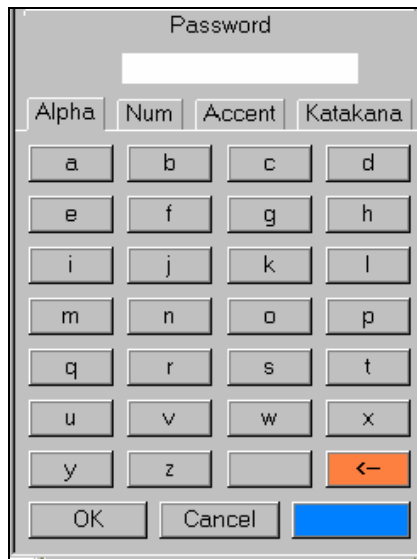 Password
Alpha Num Accent Katakana
a b c d
e f g h
i j k l
m n o p
q r s t
u v w x
y z <-
OK Cancel